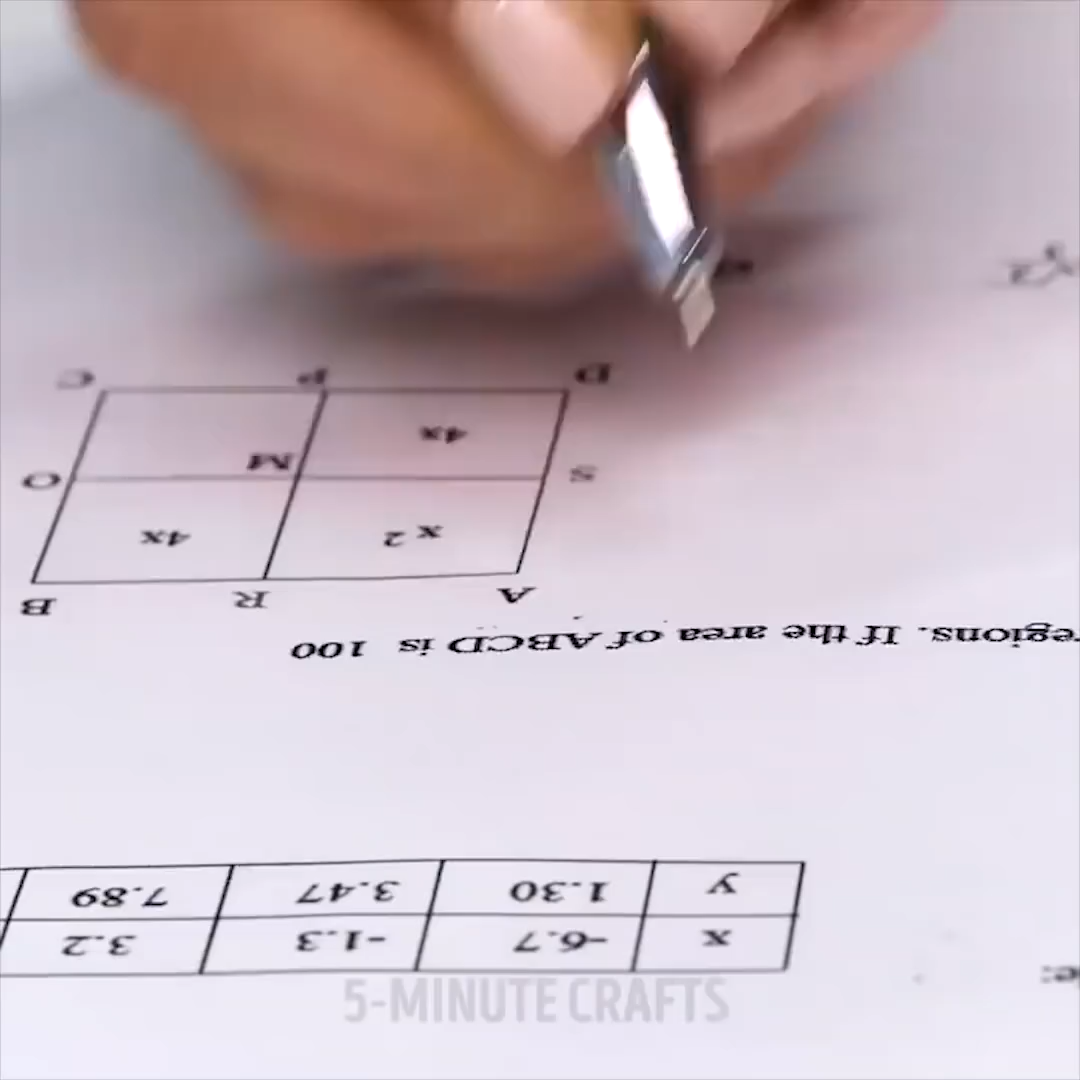 x -6.7 -1.3 3.2
y 1.30 3.47 7.89
egions. If the area of ABCD is 100
A R B
x 2 4x
S M O
4x
D P C
5-MINUTE CRAFTS